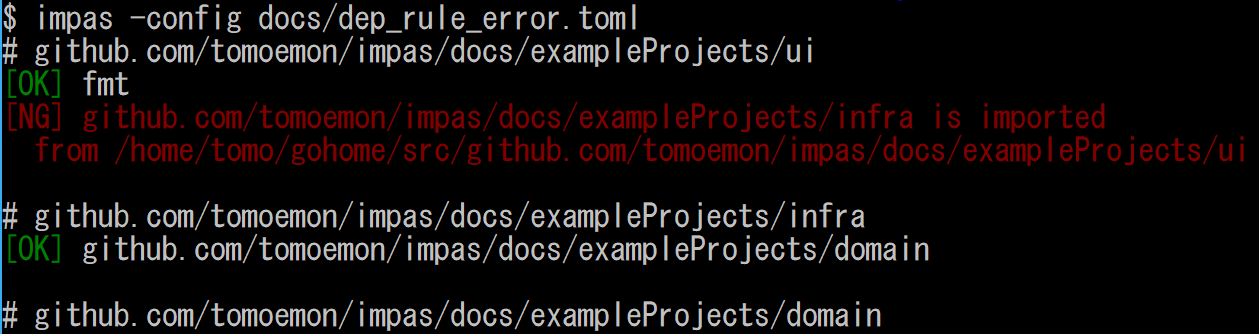 $ impas -config docs/dep_rule_error.toml
# github.com/tomoemon/impas/docs/exampleProjects/ui
[OK] fmt
[NG] github.com/tomoemon/impas/docs/exampleProjects/infra is imported
from /home/tomo/gohome/src/github.com/tomoemon/impas/docs/exampleProjects/ui
# github.com/tomoemon/impas/docs/exampleProjects/infra
[OK] github.com/tomoemon/impas/docs/exampleProjects/domain
# github.com/tomoemon/impas/docs/exampleProjects/domain